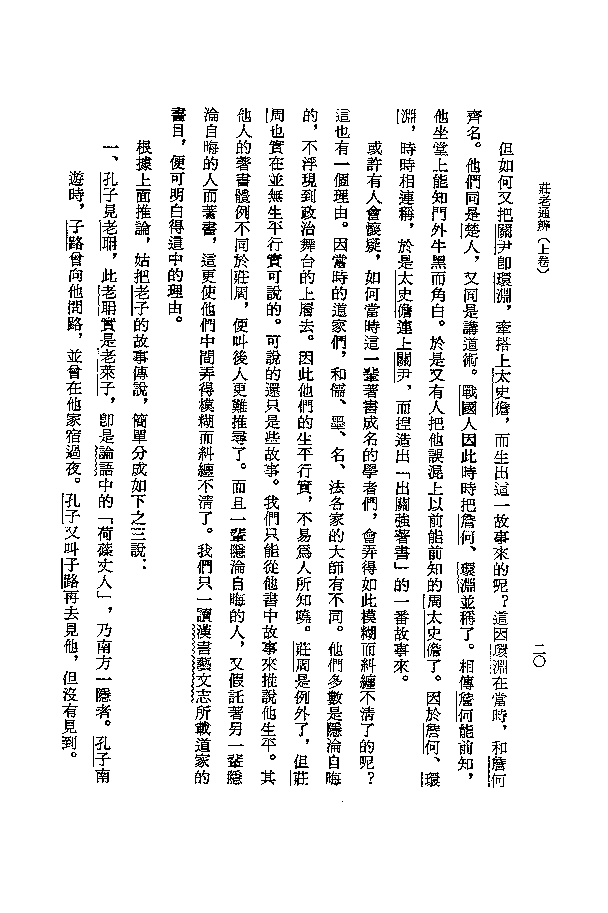 莊老通辨（上卷）
二〇
但如何又把關尹卽環淵，牽搭上太史儋，而生出這一故事來的呢？這因環淵在當時，和詹何
齊名。他們同是楚人，又同是講道術。戰國人因此時時把詹何、環淵並稱了。相傳詹何能前知，
他坐堂上能知門外牛黑而角白。於是又有人把他誤混上以前能前知的周太史儋了。因於詹何、環
淵，時時相連稱，於是太史儋連上關尹，而捏造出「出關強著書」的一番故事來。
或許有人會懷疑，如何當時這一輩著書成名的學者們，會弄得如此模糊而糾纏不清了的呢？
這也有一個理由。因當時的道家們，和儒、墨、名、法各家的大師有不同。他們多數是隱淪自晦
的，不浮現到政治舞台的上層去。因此他們的生平行實，不易爲人所知曉。莊周是例外了，但莊
周也實在並無生平行實可說的。可說的還只是些故事。我們只能從他書中故事來推說他生平。其
他人的著書體例不同於莊周，便叫後人更難推尋了。而且一輩隱淪自晦的人，又假託著另一輩隱
淪自晦的人而著書，這更使他們中間弄得模糊而糾纏不清了。我們只一讀漢書藝文志所載道家的
書目，便可明白得這中的理由。
根據上面推論，姑把老子的故事傳說，簡單分成如下之三說：
一、孔子見老聃，此老聃實是老萊子，卽是論語中的「荷蓧丈人」，乃南方一隱者。孔子南
遊時，子路曾向他問路，並曾在他家宿過夜。孔子又叫子路再去見他，但沒有見到。